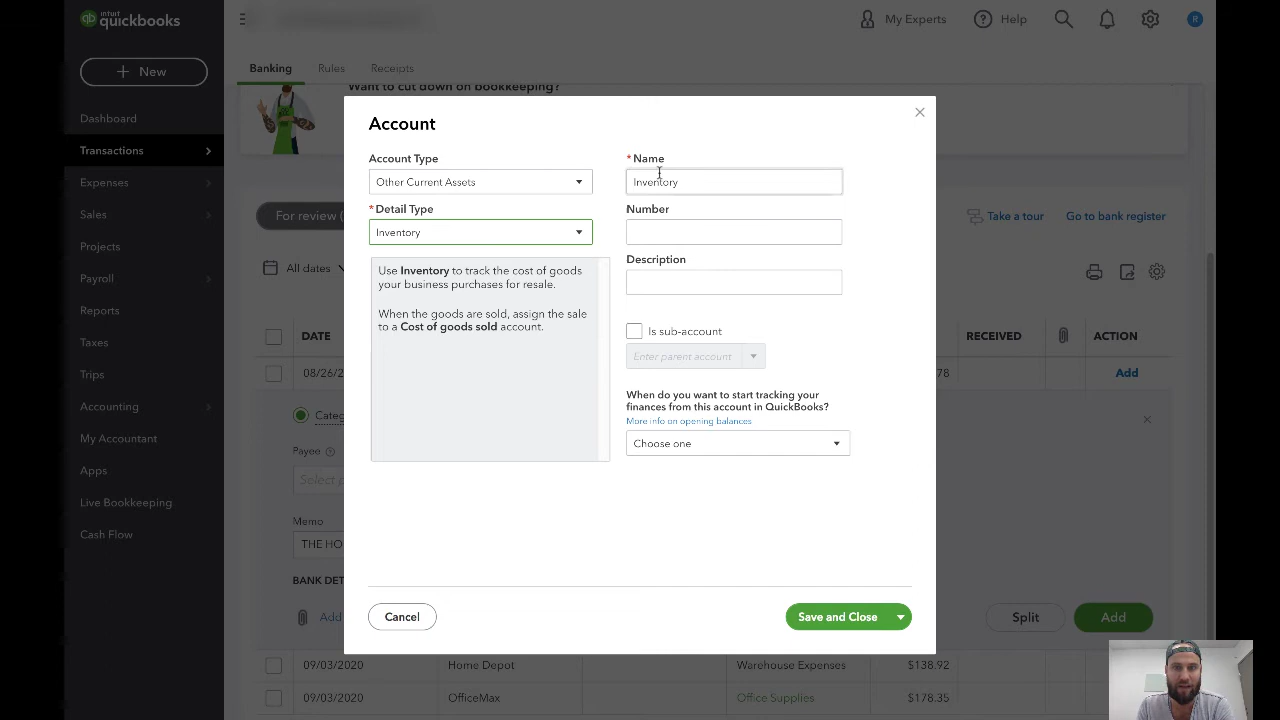 intuit
quickbooks
My Experts
Help
R
New
Banking
Rules
Receipts
Want to cut down on bookkeeping?
Dashboard
Transactions
Expenses
Sales
Projects
Payroll
Reports
Taxes
Trips
Accounting
My Accountant
Apps
Live Bookkeeping
Cash Flow
For review (
Take a tour
Go to bank register
All dates
DATE
RECEIVED
ACTION
08/26/2
78
Add
Categ
Payee
Select p
Memo
THE HO
BANK DET
Add
Split
Add
Account
Account Type
* Name
Other Current Assets
Inventory
* Detail Type
Number
Inventory
Use Inventory to track the cost of goods
your business purchases for resale.
When the goods are sold, assign the sale
to a Cost of goods sold account.
Description
Is sub-account
Enter parent account
When do you want to start tracking your
finances from this account in QuickBooks?
More info on opening balances
Choose one
Cancel
Save and Close
09/03/2020 Home Depot Warehouse Expenses $138.92
09/03/2020 OfficeMax Office Supplies $178.35